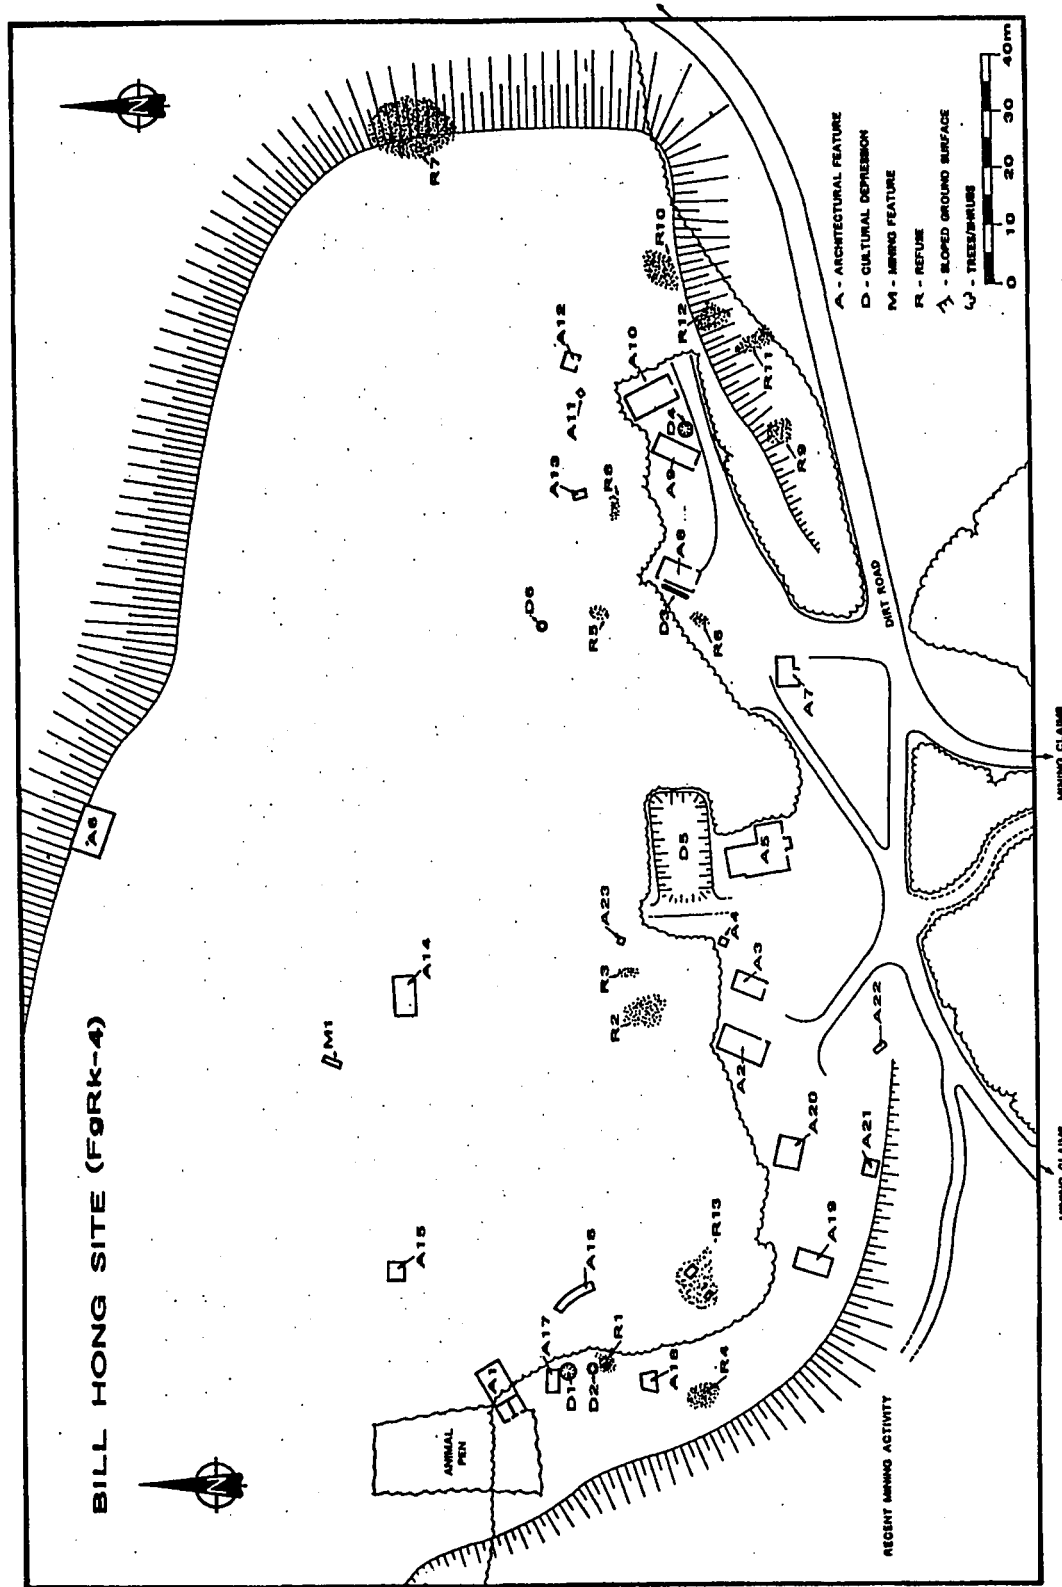 BILL HONG SITE (FgRk-4)
N
N
ANIMAL
PEN
A1
A17
D1
D2
R1
A18
R4
A16
R13
A15
A19
A21
A20
A22
A2
A3
A4
R2
R3
A23
M1
A14
A6
D5
A5
A7
D6
R5
R6
D3
A8
A13
R8
A11
A12
A9
D4
A10
R10
R12
R11
R9
R7
DIRT ROAD
RECENT MINING ACTIVITY
MINING CLAIMS
MINING CLAIMS
A - ARCHITECTURAL FEATURE
D - CULTURAL DEPRESSION
M - MINING FEATURE
R - REFUSE
- SLOPED GROUND SURFACE
- TREES/SHRUBS
0 10 20 30 40m